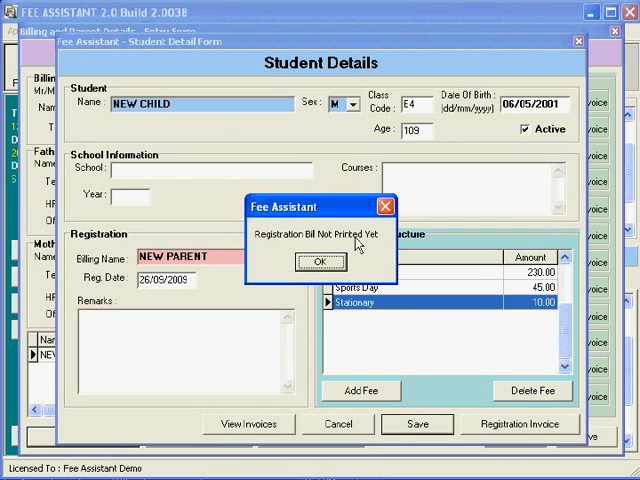 FEE ASSISTANT 2.0 Build 2.0038
Billing and Parent Details - Entry Form
Fee Assistant - Student Detail Form
Student Details
Student
Name :
NEW CHILD
Sex :
M
Class
Code :
E4
Date Of Birth :
(dd/mm/yyyy)
06/05/2001
Age :
109
Active
School Information
School :
Year :
Courses :
Registration
Billing Name :
NEW PARENT
Reg. Date :
26/09/2009
Remarks :
Fee Assistant
Registration Bill Not Printed Yet
OK
Amount
230.00
Sports Day
45.00
Stationary
10.00
Add Fee
Delete Fee
View Invoices
Cancel
Save
Registration Invoice
Licensed To : Fee Assistant Demo